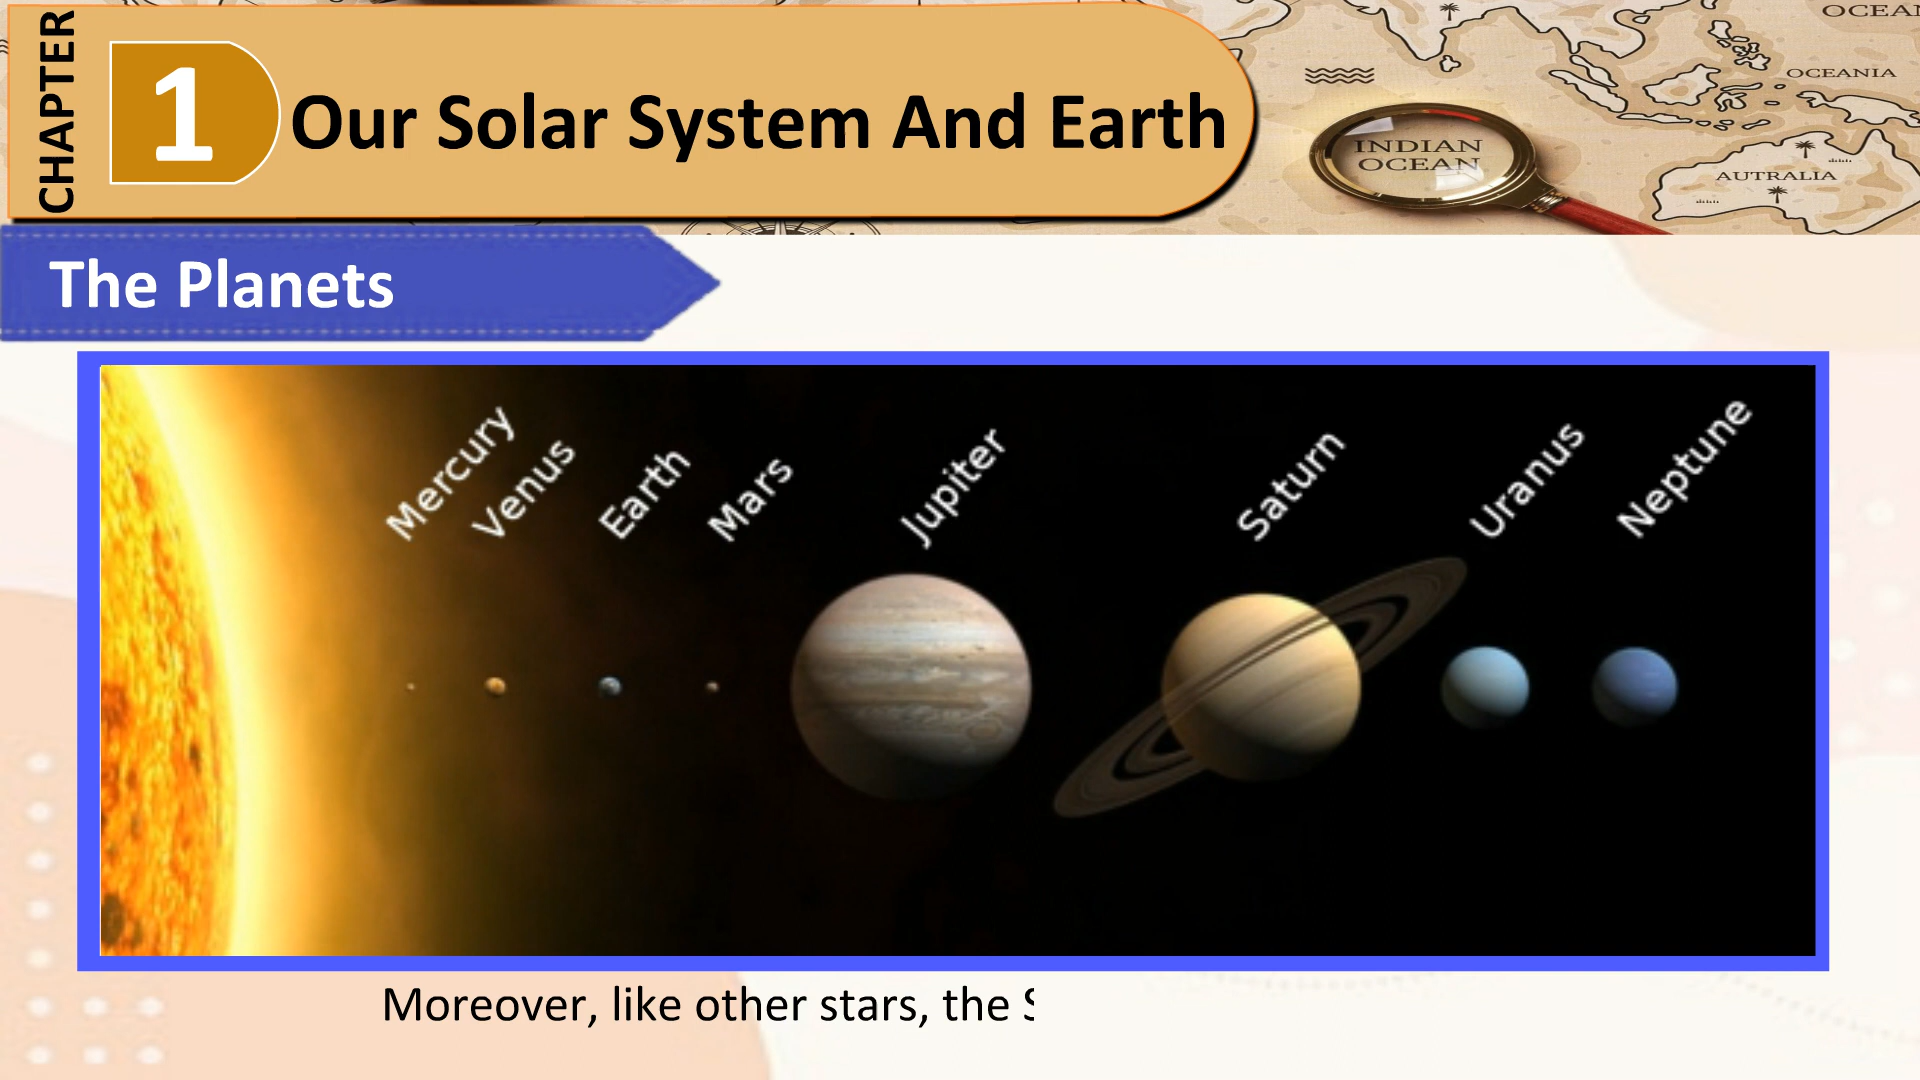 CHAPTER
1
Our Solar System And Earth
OCEANIA
INDIAN
OCEAN
AUTRALIA
The Planets
Mercury
Venus
Earth
Mars
Jupiter
Saturn
Uranus
Neptune
Moreover, like other stars, the